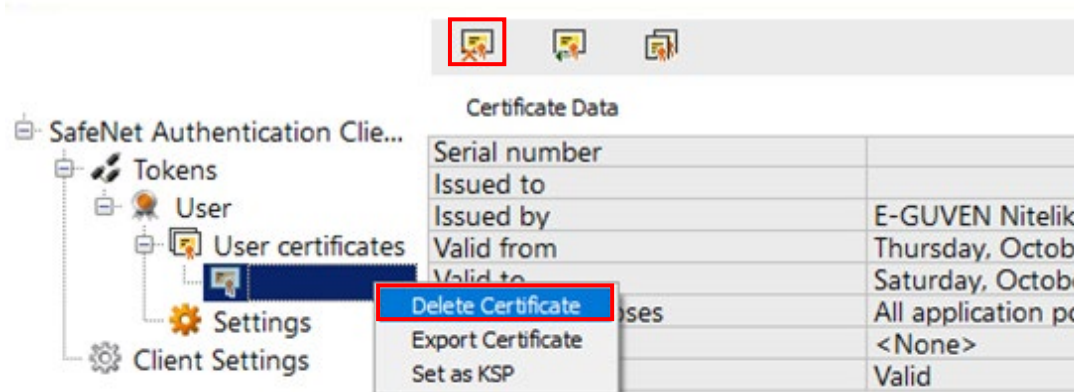 Certificate Data
SafeNet Authentication Clie...
Tokens
User
User certificates
Settings
Client Settings
Serial number
Issued to
Issued by E-GUVEN Nitelik
Valid from Thursday, Octob
Valid to Saturday, Octobe
oses All application po
<None>
Valid
Delete Certificate
Export Certificate
Set as KSP